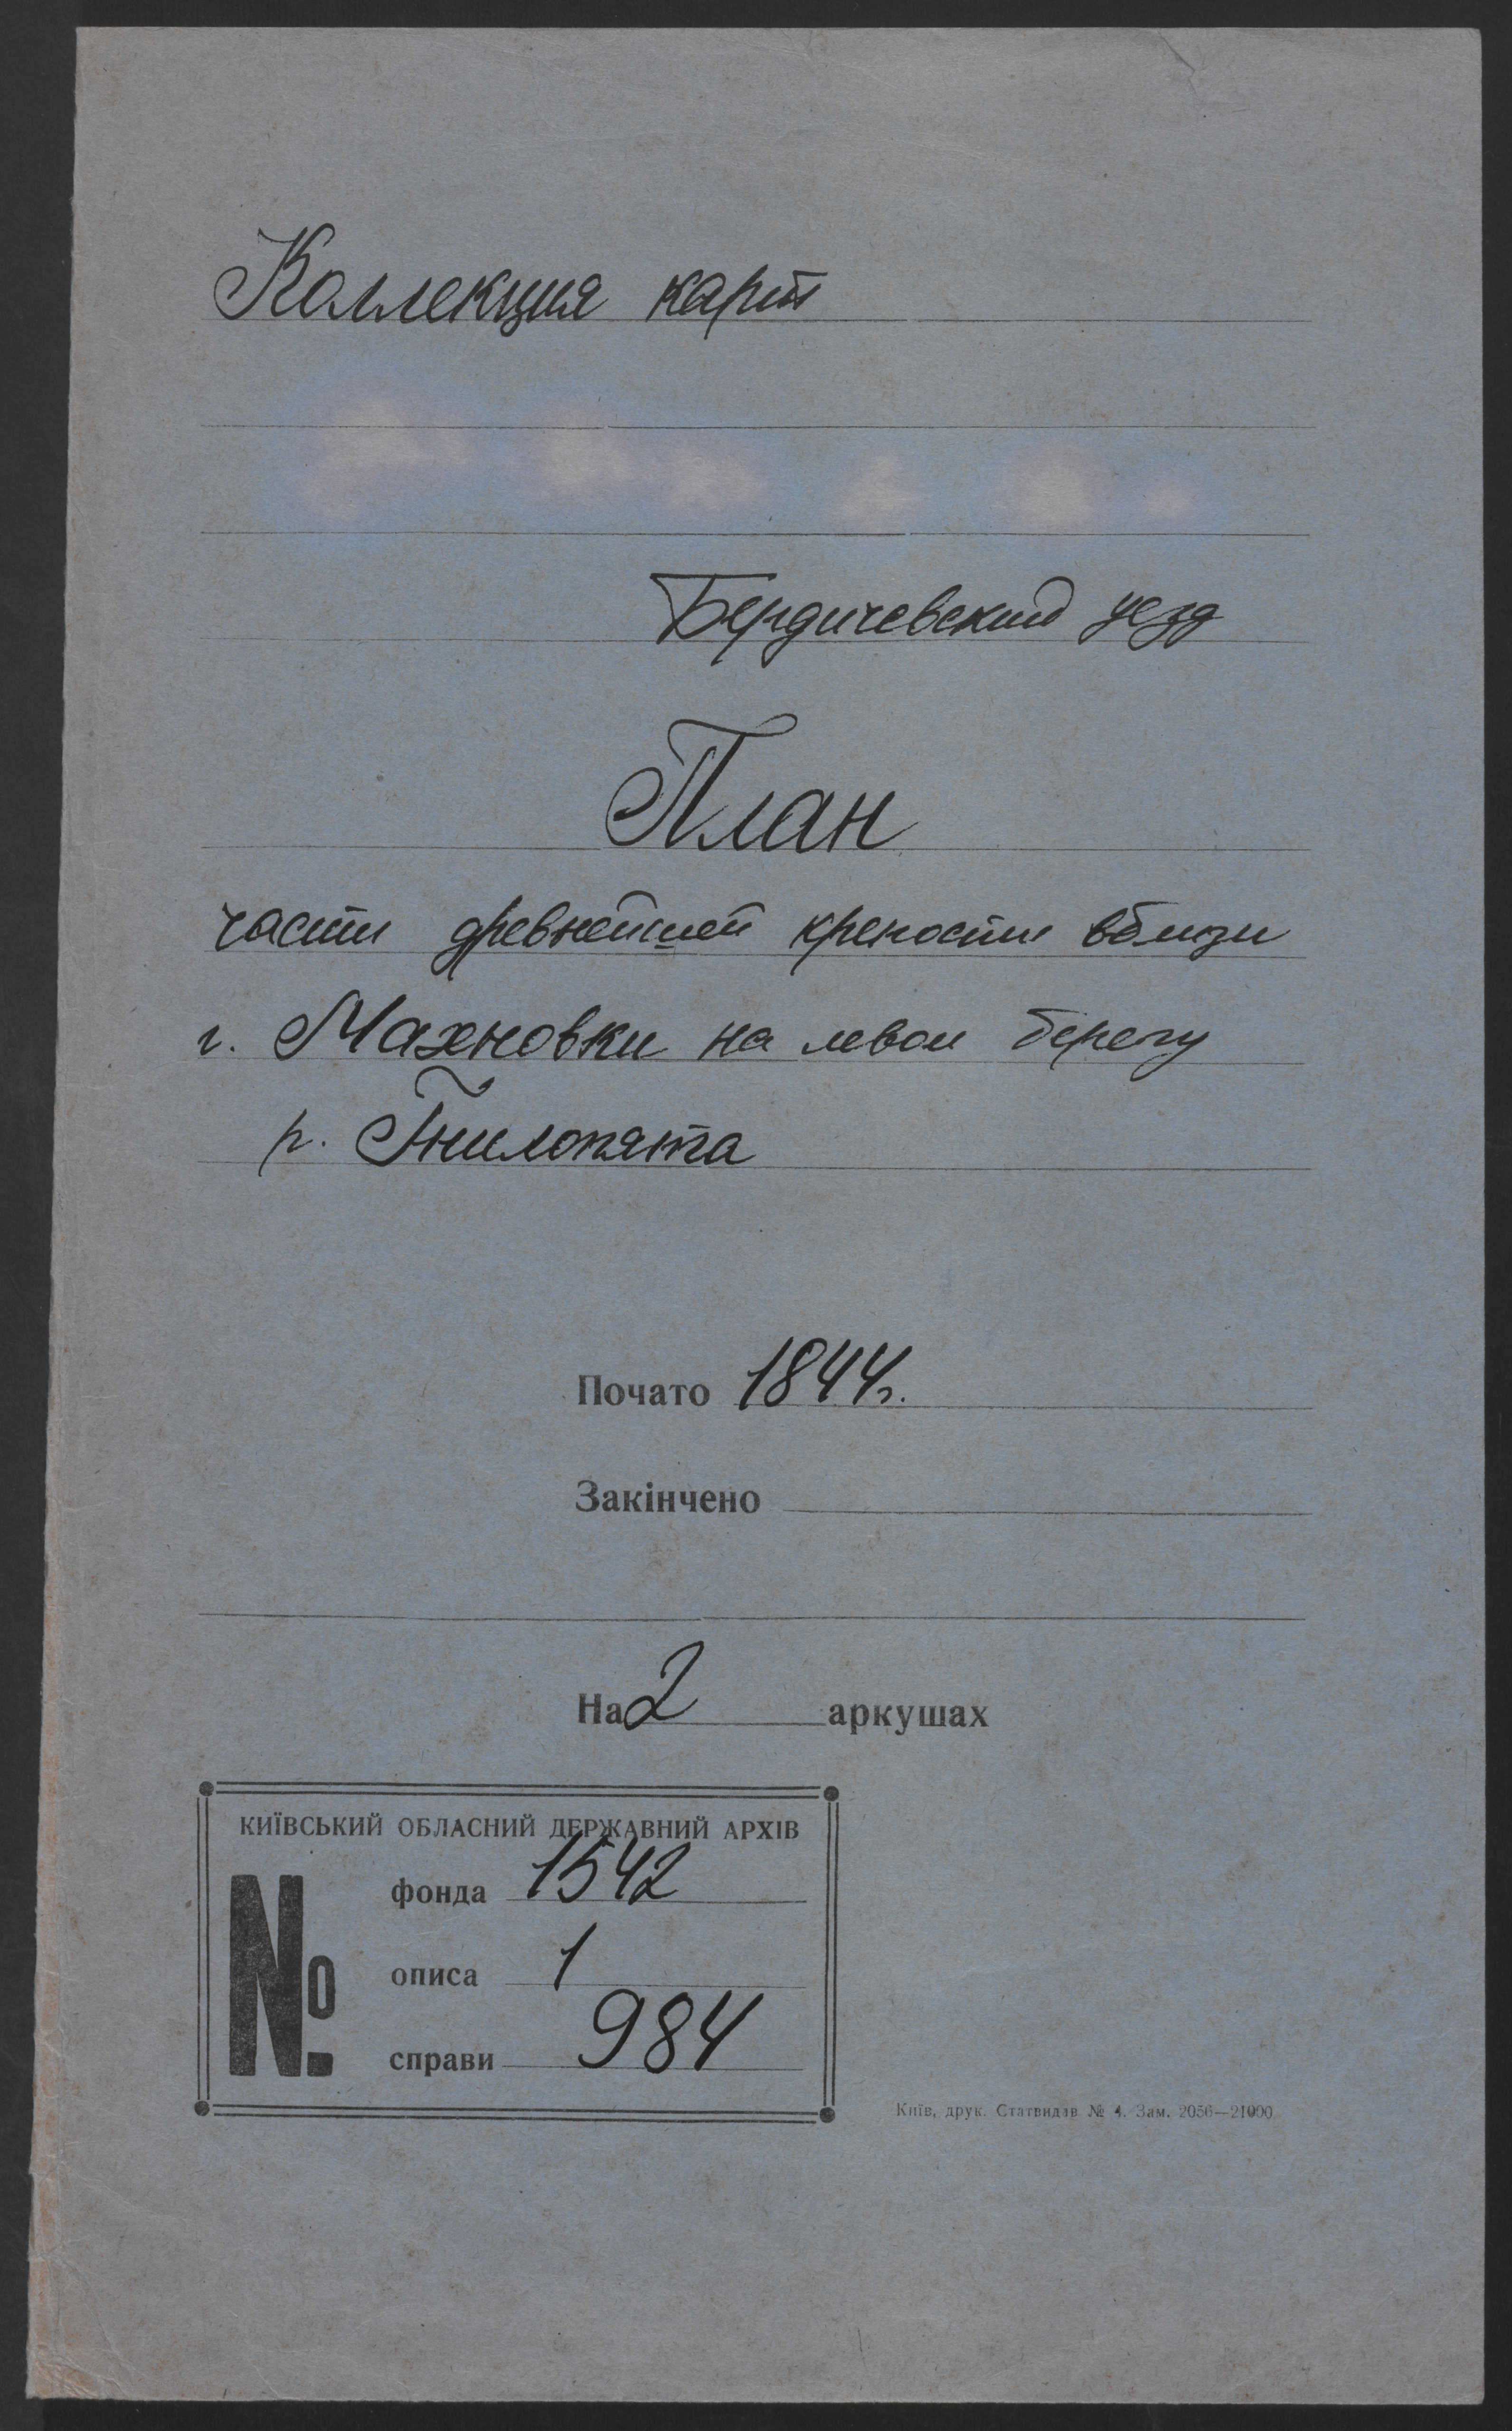 Коллекция карт
Бердичевский уезд
План
части древнейшей крепости вблизи
г. Махновки на левом берегу
р. Гнилопята
Почато 1844г.
Закінчено
На 2 аркушах
КИЇВСЬКИЙ ОБЛАСНИЙ ДЕРЖАВНИЙ АРХІВ
№
фонда 1542
описа 1
справи 984
Київ, друк. Статвидав № 4. Зам. 2056—21000